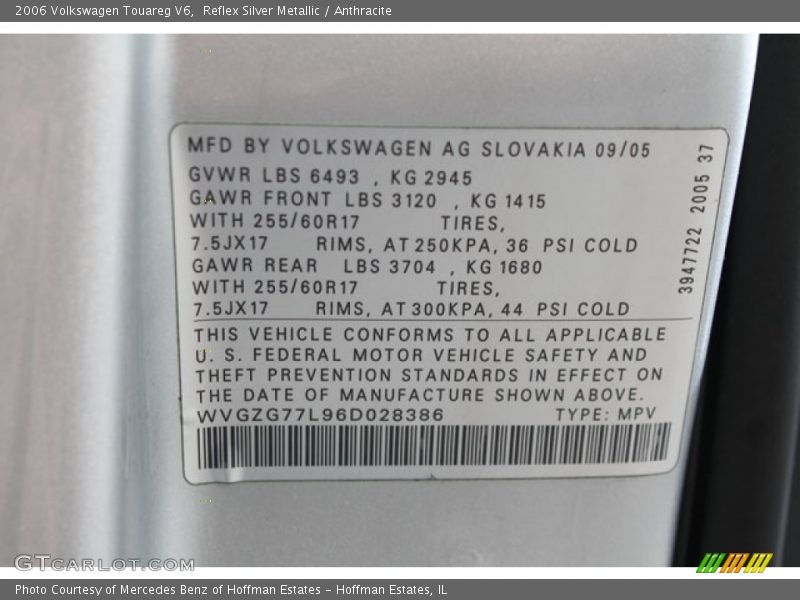 2006 Volkswagen Touareg V6,  Reflex Silver Metallic / Anthracite
MFD BY VOLKSWAGEN AG SLOVAKIA 09/05
GVWR LBS 6493 , KG 2945
GAWR FRONT LBS 3120 , KG 1415
WITH 255/60R17 TIRES,
7.5JX17 RIMS, AT 250KPA, 36 PSI COLD
GAWR REAR LBS 3704 , KG 1680
WITH 255/60R17 TIRES,
7.5JX17 RIMS, AT 300KPA, 44 PSI COLD
3947722 2005 37
THIS VEHICLE CONFORMS TO ALL APPLICABLE
U. S. FEDERAL MOTOR VEHICLE SAFETY AND
THEFT PREVENTION STANDARDS IN EFFECT ON
THE DATE OF MANUFACTURE SHOWN ABOVE.
WVGZG77L96D028386 TYPE: MPV
GTCARLOT.COM
Photo Courtesy of Mercedes Benz of Hoffman Estates - Hoffman Estates, IL